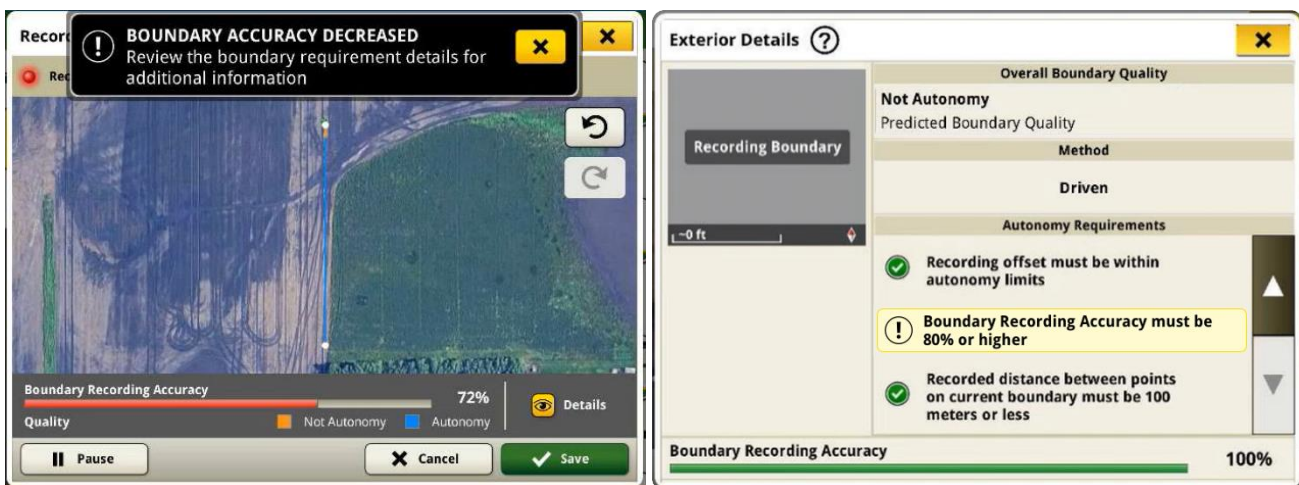 Recor
BOUNDARY ACCURACY DECREASED
Review the boundary requirement details for
additional information
Rec
Boundary Recording Accuracy
72%
Quality
Not Autonomy
Autonomy
Details
Pause
Cancel
Save
Exterior Details
Recording Boundary
~0 ft
Overall Boundary Quality
Not Autonomy
Predicted Boundary Quality
Method
Driven
Autonomy Requirements
Recording offset must be within
autonomy limits
Boundary Recording Accuracy must be
80% or higher
Recorded distance between points
on current boundary must be 100
meters or less
Boundary Recording Accuracy
100%